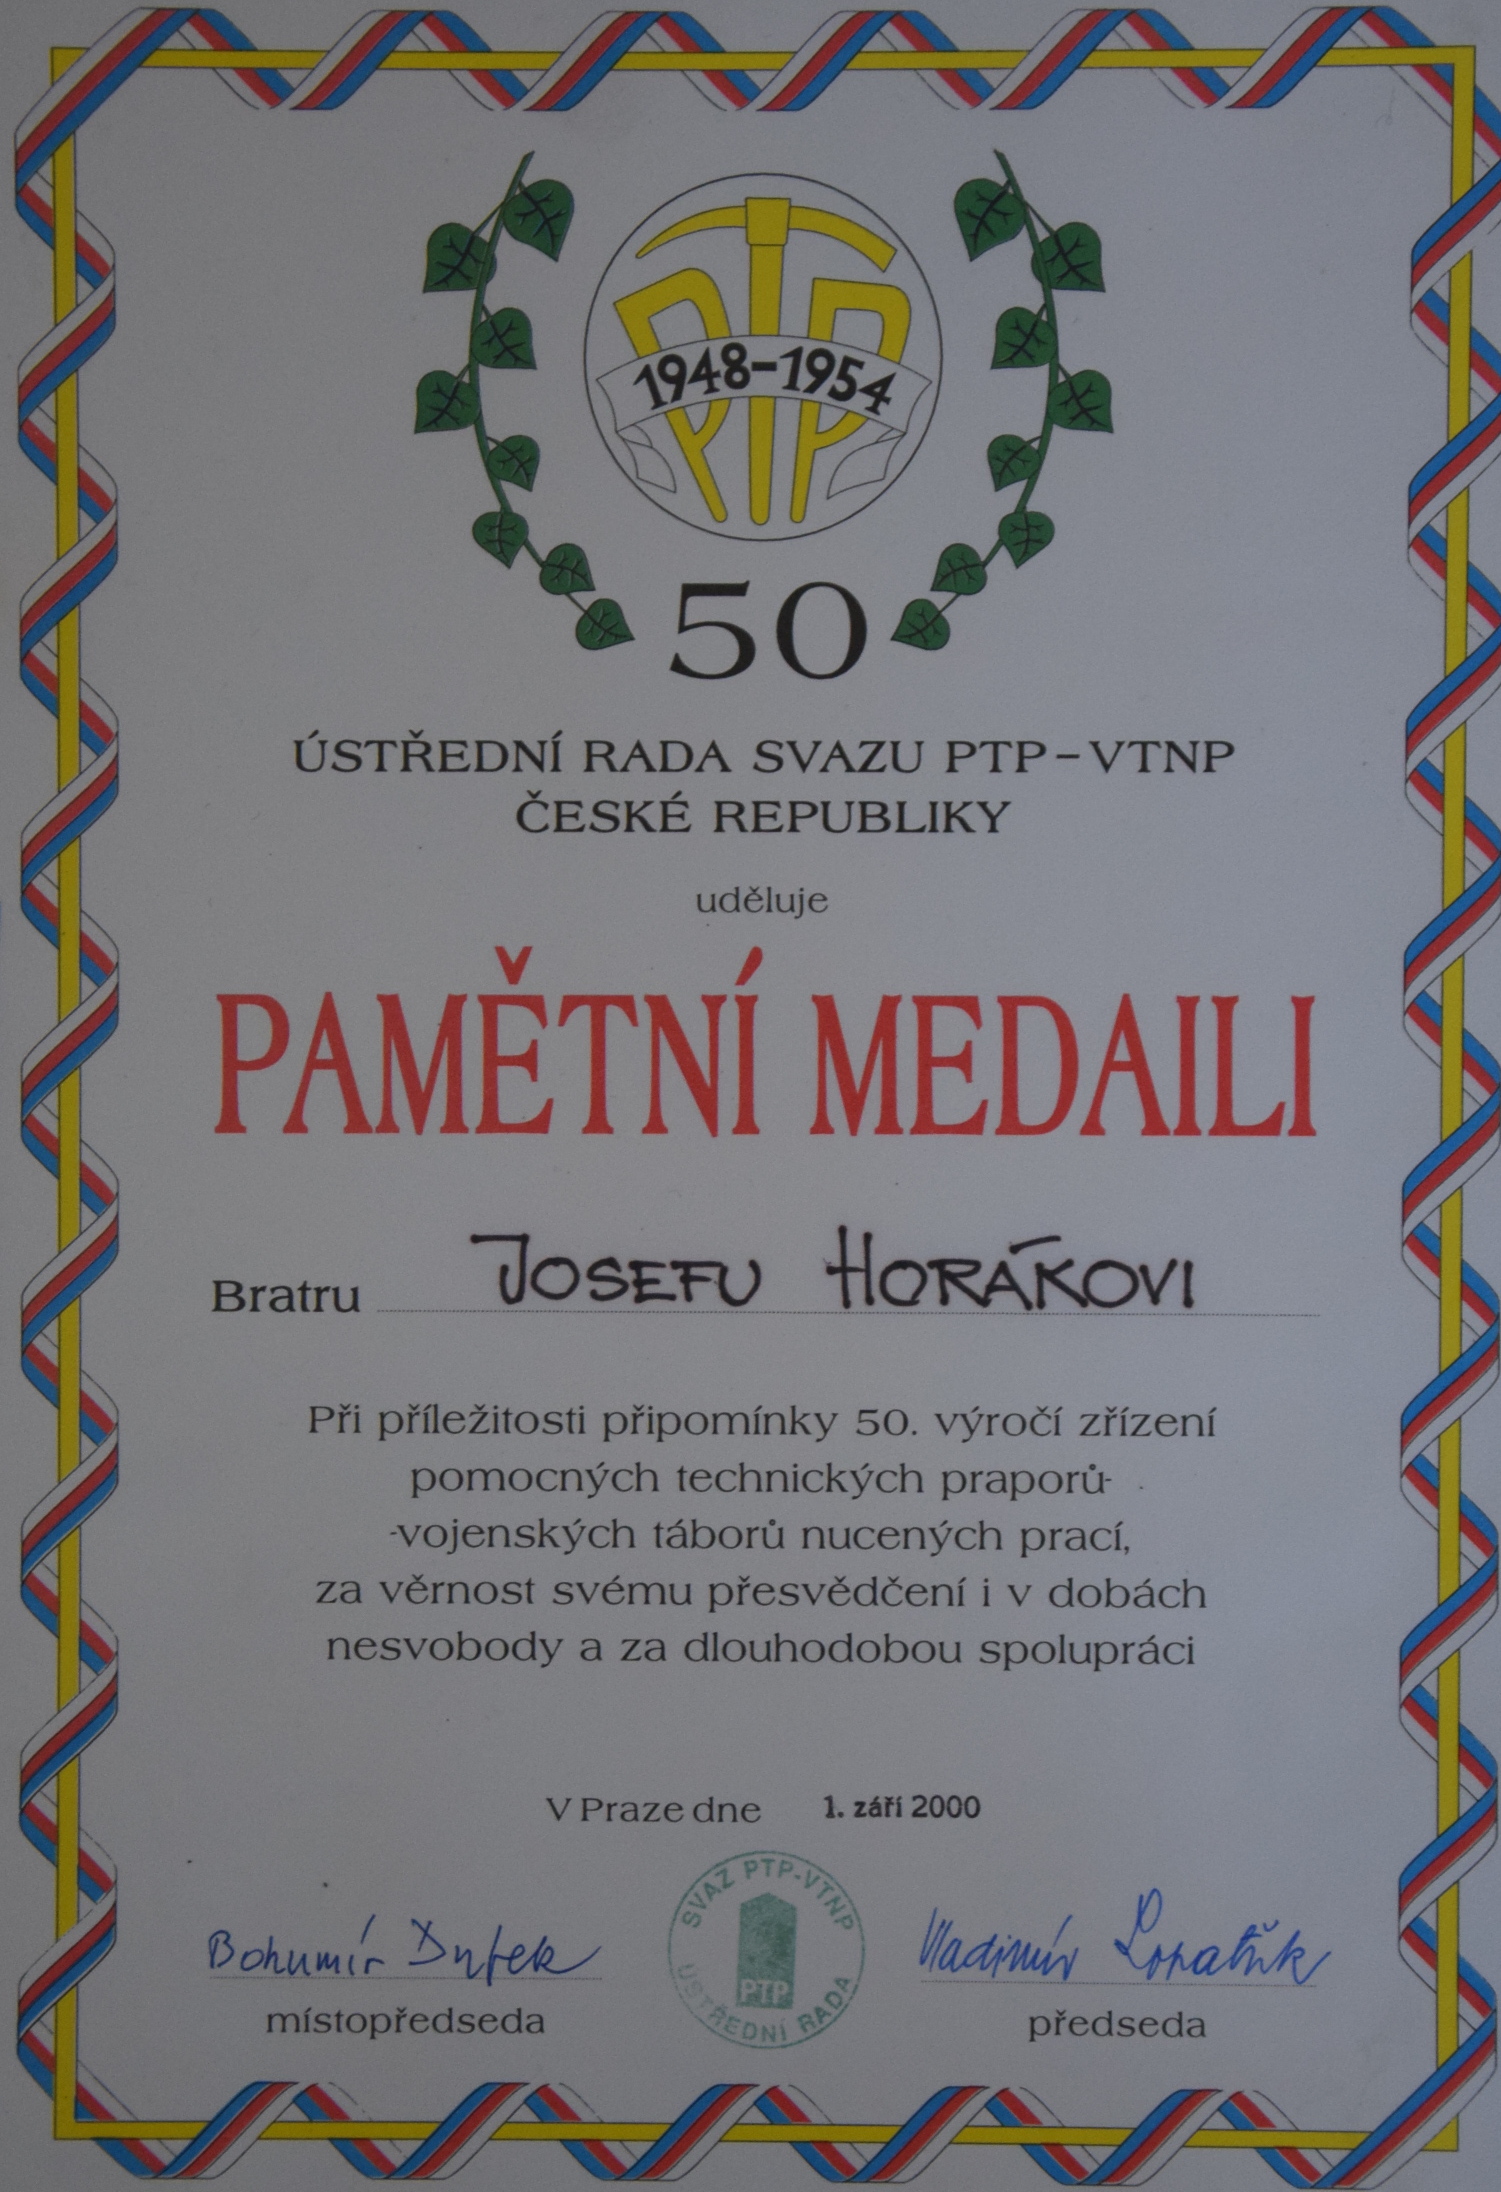 PTP
1948-1954
50
ÚSTŘEDNÍ RADA SVAZU PTP-VTNP
ČESKÉ REPUBLIKY
uděluje
PAMĚTNÍ MEDAILI
Bratru JOSEFU HORÁKOVI
Při příležitosti připomínky 50. výročí zřízení
pomocných technických praporů-
-vojenských táborů nucených prací,
za věrnost svému přesvědčení i v dobách
nesvobody a za dlouhodobou spolupráci
V Praze dne 1. září 2000
SVAZ PTP-VTNP
PTP
ÚSTŘEDNÍ RADA
Bohumír Vladimír
místopředseda předseda